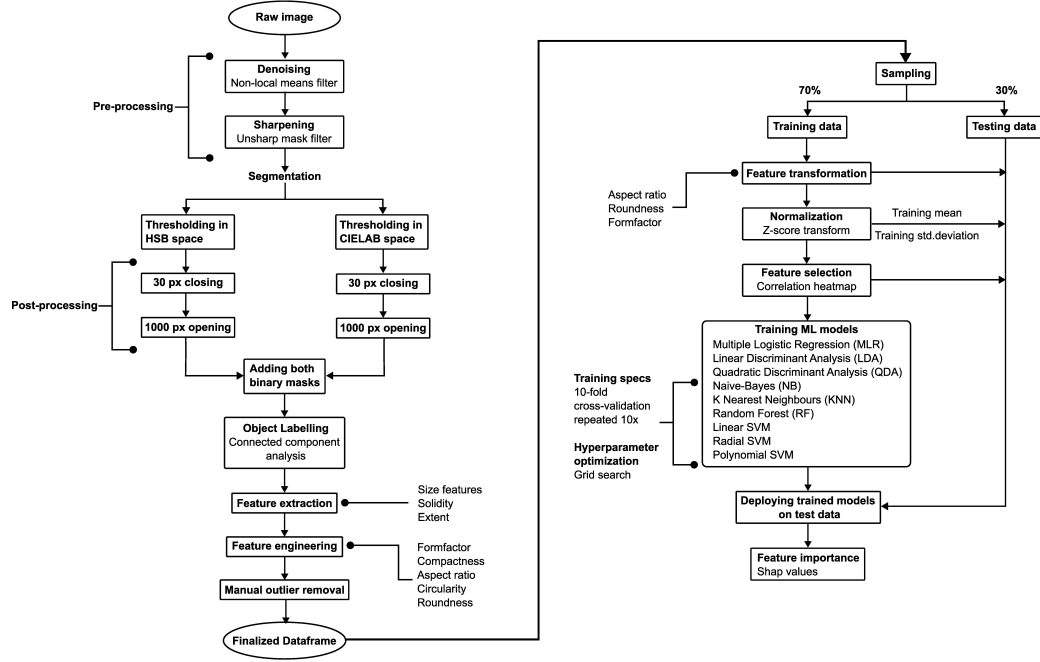 Raw image
Denoising
Non-local means filter
Pre-processing
Sharpening
Unsharp mask filter
Segmentation
Thresholding in
HSB space
Thresholding in
CIELAB space
Post-processing
30 px closing
30 px closing
1000 px opening
1000 px opening
Adding both
binary masks
Object Labelling
Connected component
analysis
Feature extraction
Size features
Solidity
Extent
Feature engineering
Formfactor
Compactness
Aspect ratio
Circularity
Roundness
Manual outlier removal
Finalized Dataframe
Sampling
70%
30%
Training data
Testing data
Feature transformation
Aspect ratio
Roundness
Formfactor
Normalization
Z-score transform
Training mean
Training std.deviation
Feature selection
Correlation heatmap
Training ML models
Multiple Logistic Regression (MLR)
Linear Discriminant Analysis (LDA)
Quadratic Discriminant Analysis (QDA)
Naive-Bayes (NB)
K Nearest Neighbours (KNN)
Random Forest (RF)
Linear SVM
Radial SVM
Polynomial SVM
Training specs
10-fold
cross-validation
repeated 10x
Hyperparameter
optimization
Grid search
Deploying trained models
on test data
Feature importance
Shap values